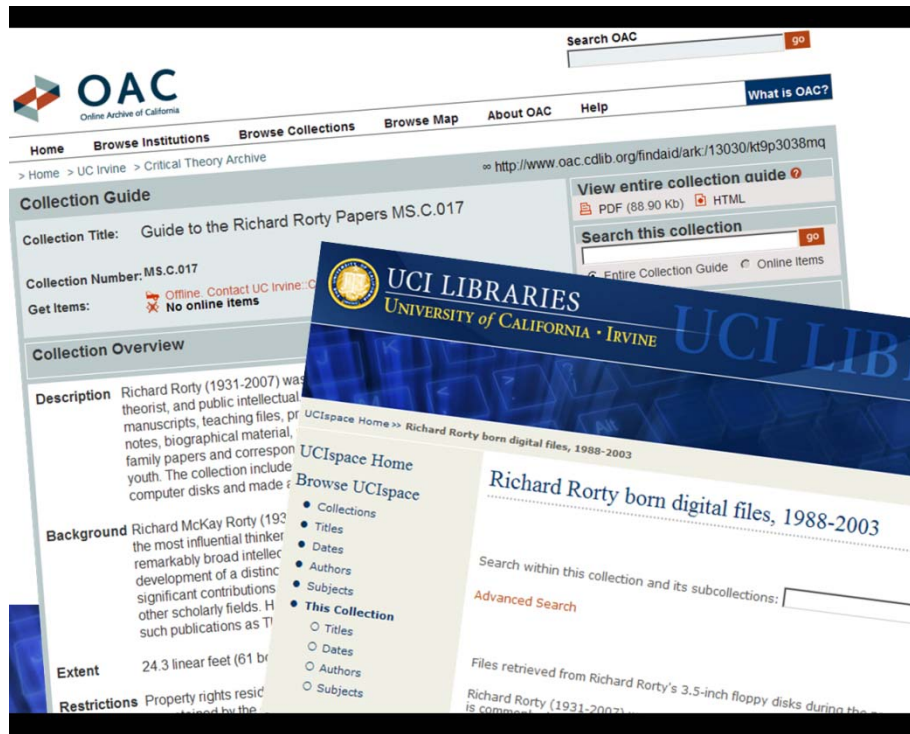 Search OAC
go
OAC
Online Archive of California
What is OAC?
Home Browse Institutions Browse Collections Browse Map About OAC Help
> Home > UC Irvine > Critical Theory Archive
http://www.oac.cdlib.org/findaid/ark:/13030/kt9p3038mq
Collection Guide
Collection Title: Guide to the Richard Rorty Papers MS.C.017
Collection Number: MS.C.017
Get Items: Offline. Contact UC Irvine::C
No online items
View entire collection guide ?
PDF (88.90 Kb) HTML
Search this collection
go
Entire Collection Guide Online Items
Collection Overview
Description Richard Rorty (1931-2007) was
theorist, and public intellectual.
manuscripts, teaching files, pr
notes, biographical material,
family papers and correspon
youth. The collection include
computer disks and made a
Background Richard McKay Rorty (193
the most influential thinker
remarkably broad intellec
development of a distinc
significant contributions
other scholarly fields. H
such publications as Th
Extent 24.3 linear feet (61 bo
Restrictions Property rights resid
UCI LIBRARIES
UNIVERSITY of CALIFORNIA · IRVINE
UCI LIB
UCIspace Home >> Richard Rorty born digital files, 1988-2003
UCIspace Home
Browse UCIspace
Collections
Titles
Dates
Authors
Subjects
This Collection
Titles
Dates
Authors
Subjects
Richard Rorty born digital files, 1988-2003
Search within this collection and its subcollections:
Advanced Search
Files retrieved from Richard Rorty's 3.5-inch floppy disks during the
Richard Rorty (1931-2007)
is commonly